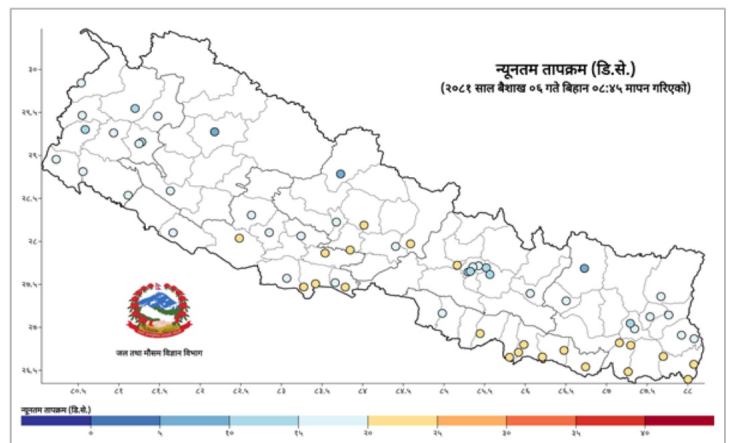 न्यूनतम तापक्रम (डि.से.)
(२०८१ साल बैशाख ०६ गते बिहान ०८:४५ मापन गरिएको)
३०
२९.५
२९
२८.५
२८
२७.५
२७
२६.५
जल तथा मौसम विज्ञान विभाग
८०.५ ८१ ८१.५ ८२ ८२.५ ८३ ८३.५ ८४ ८४.५ ८५ ८५.५ ८६ ८६.५ ८७ ८७.५ ८८
न्यूनतम तापक्रम (डि.से.)
० ५ १० १५ २० २५ ३० ३५ ४०